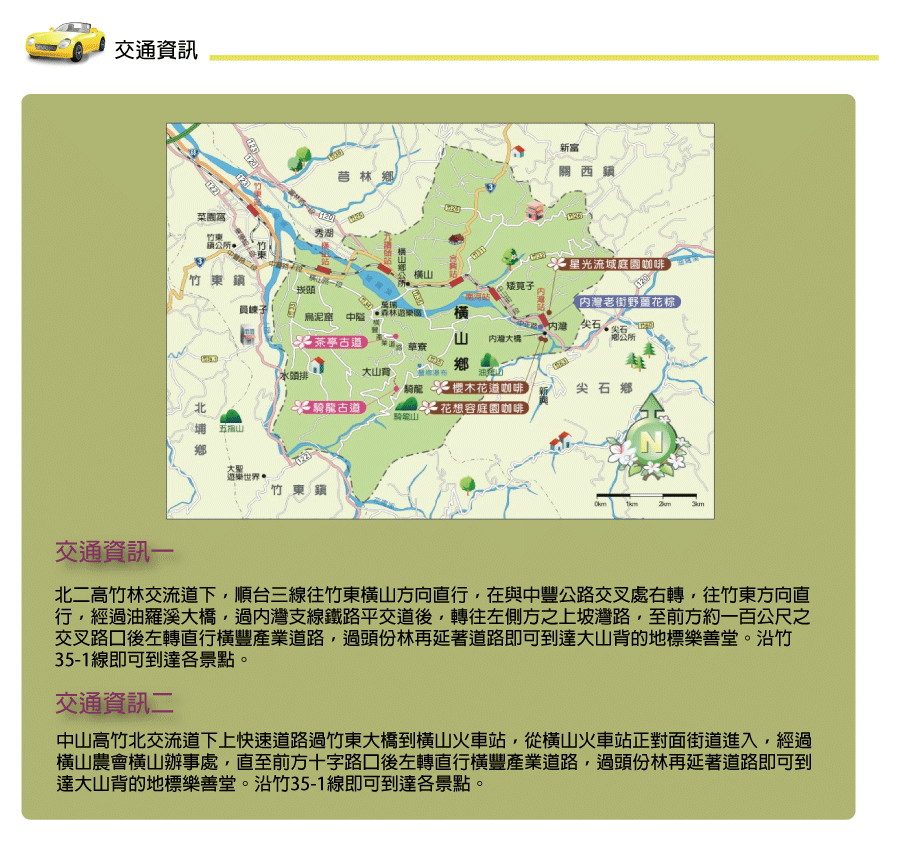 交通資訊
新富
關西鎮
芎林鄉
菜園窩
秀湖
竹東鎮公所
竹東
竹東站
橫山站
九讚頭站
橫山鄉公所
橫山
合興站
南河站
內灣站
矮莧子
星光流域庭園咖啡
內灣老街野薑花粽
竹東鎮
員崠子
崁頭
烏泥窟
中隘
森林遊樂區
橫山鄉
內灣
內灣大橋
尖石
尖石鄉公所
茶亭古道
草寮
大山背
水頭排
騎龍
油羅山
櫻木花道咖啡
花想容庭園咖啡
新興
尖石鄉
騎龍古道
騎龍山
北埔鄉
五指山
大聖遊樂世界
竹東鎮
N
0km 1km 2km 3km
交通資訊一
北二高竹林交流道下，順台三線往竹東橫山方向直行，在與中豐公路交叉處右轉，往竹東方向直
行，經過油羅溪大橋，過內灣支線鐵路平交道後，轉往左側方之上坡灣路，至前方約一百公尺之
交叉路口後左轉直行橫豐產業道路，過頭份林再延著道路即可到達大山背的地標樂善堂。沿竹
35-1線即可到達各景點。
交通資訊二
中山高竹北交流道下上快速道路過竹東大橋到橫山火車站，從橫山火車站正對面街道進入，經過
橫山農會橫山辦事處，直至前方十字路口後左轉直行橫豐產業道路，過頭份林再延著道路即可到
達大山背的地標樂善堂。沿竹35-1線即可到達各景點。